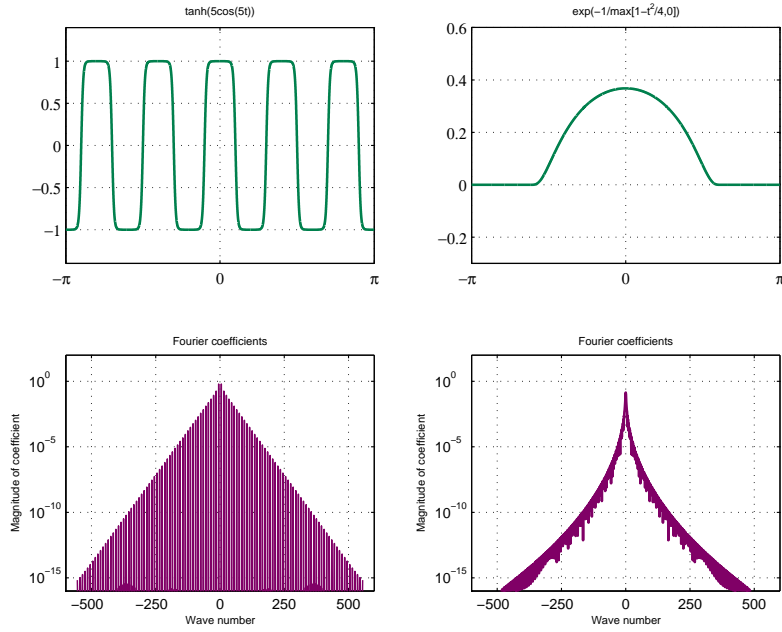 tanh(5cos(5t))
1
0.5
0
−0.5
−1
−π
0
π
exp(−1/max[1−t²/4,0])
0.6
0.4
0.2
0
−0.2
−π
0
π
Fourier coefficients
Magnitude of coefficient
10⁰
10⁻⁵
10⁻¹⁰
10⁻¹⁵
−500
−250
0
250
500
Wave number
Fourier coefficients
Magnitude of coefficient
10⁰
10⁻⁵
10⁻¹⁰
10⁻¹⁵
−500
−250
0
250
500
Wave number